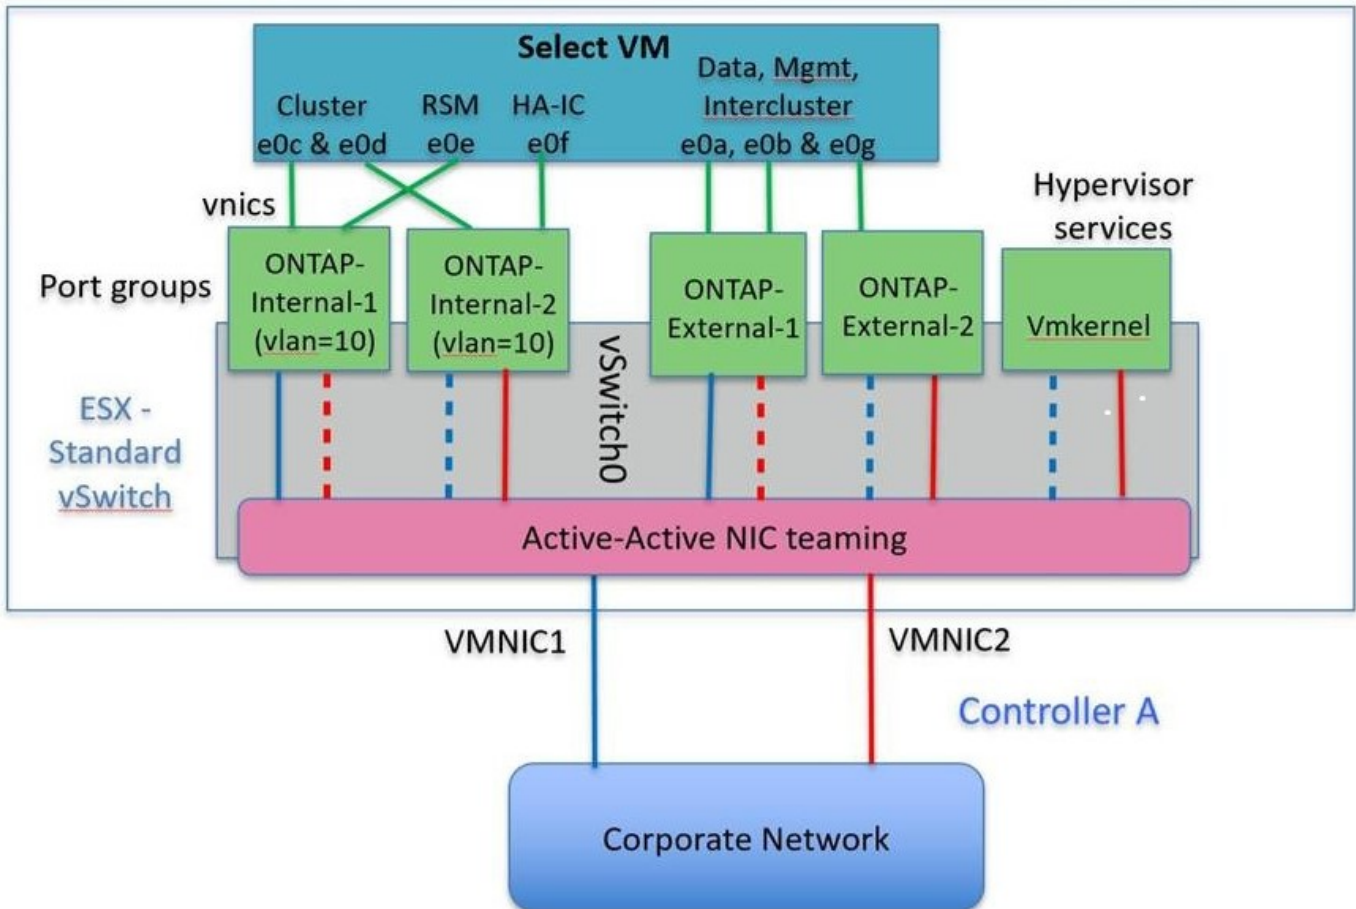 Select VM
Cluster
e0c & e0d
RSM
e0e
HA-IC
e0f
Data, Mgmt,
Intercluster
e0a, e0b & e0g
vnics
Hypervisor
services
Port groups
ONTAP-
Internal-1
(vlan=10)
ONTAP-
Internal-2
(vlan=10)
ONTAP-
External-1
ONTAP-
External-2
Vmkernel
vSwitch0
ESX -
Standard
vSwitch
Active-Active NIC teaming
VMNIC1
VMNIC2
Controller A
Corporate Network